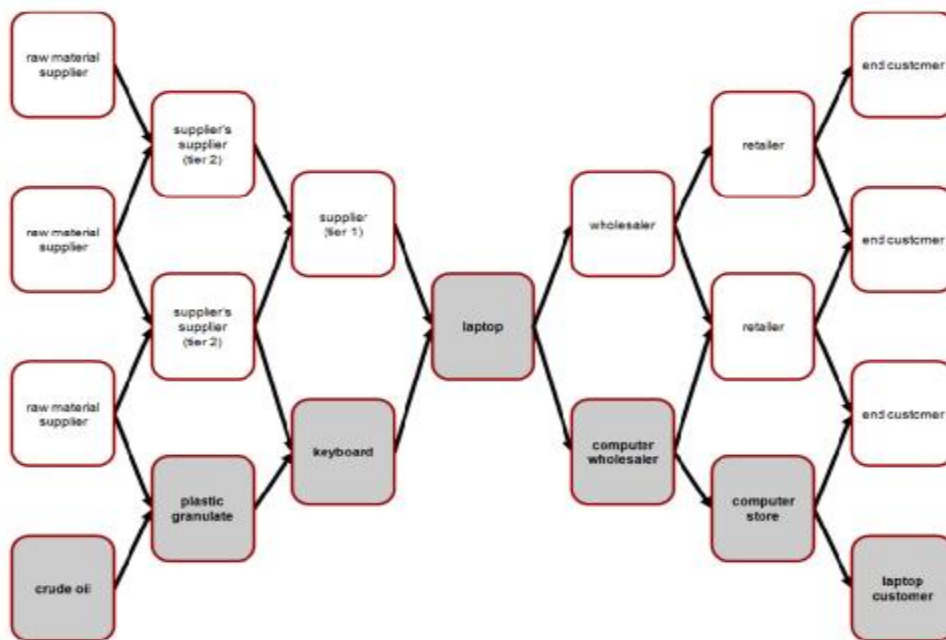 raw material
supplier
raw material
supplier
raw material
supplier
crude oil
supplier's
supplier
(tier 2)
supplier's
supplier
(tier 2)
plastic
granulate
supplier
(tier 1)
keyboard
laptop
wholesaler
computer
wholesaler
retailer
retailer
computer
store
end customer
end customer
end customer
laptop
customer